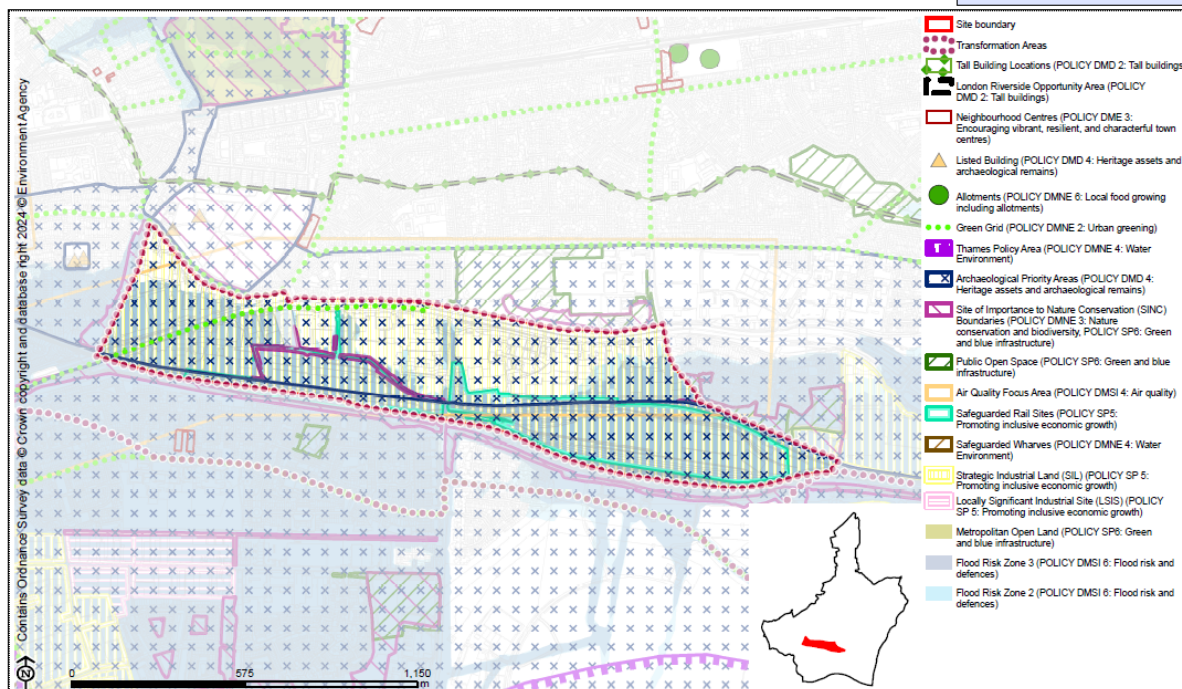 Site boundary
Transformation Areas
Tall Building Locations (POLICY DMD 2: Tall buildings
London Riverside Opportunity Area (POLICY
DMD 2: Tall buildings)
Neighbourhood Centres (POLICY DME 3:
Encouraging vibrant, resilient, and characterful town
centres)
Listed Building (POLICY DMD 4: Heritage assets and
archaeological remains)
Allotments (POLICY DMNE 6: Local food growing
including allotments)
Green Grid (POLICY DMNE 2: Urban greening)
Thames Policy Area (POLICY DMNE 4: Water
Environment)
Archaeological Priority Areas (POLICY DMD 4:
Heritage assets and archaeological remains)
Site of Importance to Nature Conservation (SINC)
Boundaries (POLICY DMNE 3: Nature
conservation and biodiversity, POLICY SP6: Green
and blue infrastructure)
Public Open Space (POLICY SP6: Green and blue
infrastructure)
Air Quality Focus Area (POLICY DMSI 4: Air quality)
Safeguarded Rail Sites (POLICY SP5:
Promoting inclusive economic growth)
Safeguarded Wharves (POLICY DMNE 4: Water
Environment)
Strategic Industrial Land (SIL) (POLICY SP 5:
Promoting inclusive economic growth)
Locally Significant Industrial Site (LSIS) (POLICY
SP 5: Promoting inclusive economic growth)
Metropolitan Open Land (POLICY SP6: Green
and blue infrastructure)
Flood Risk Zone 3 (POLICY DMSI 6: Flood risk and
defences)
Flood Risk Zone 2 (POLICY DMSI 6: Flood risk and
defences)
Contains Ordnance Survey data © Crown copyright and database right 2024 © Environment Agency
N
0 575 1,150
m